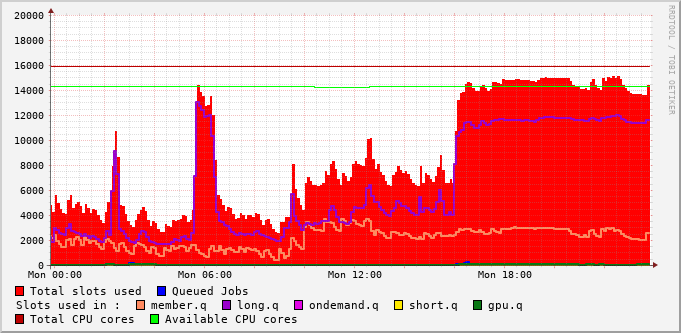 20000
18000
16000
14000
12000
10000
8000
6000
4000
2000
0
Mon 00:00 Mon 06:00 Mon 12:00 Mon 18:00
RRDTOOL / TOBI OETIKER
Total slots used Queued Jobs
Slots used in : member.q long.q ondemand.q short.q gpu.q
Total CPU cores Available CPU cores